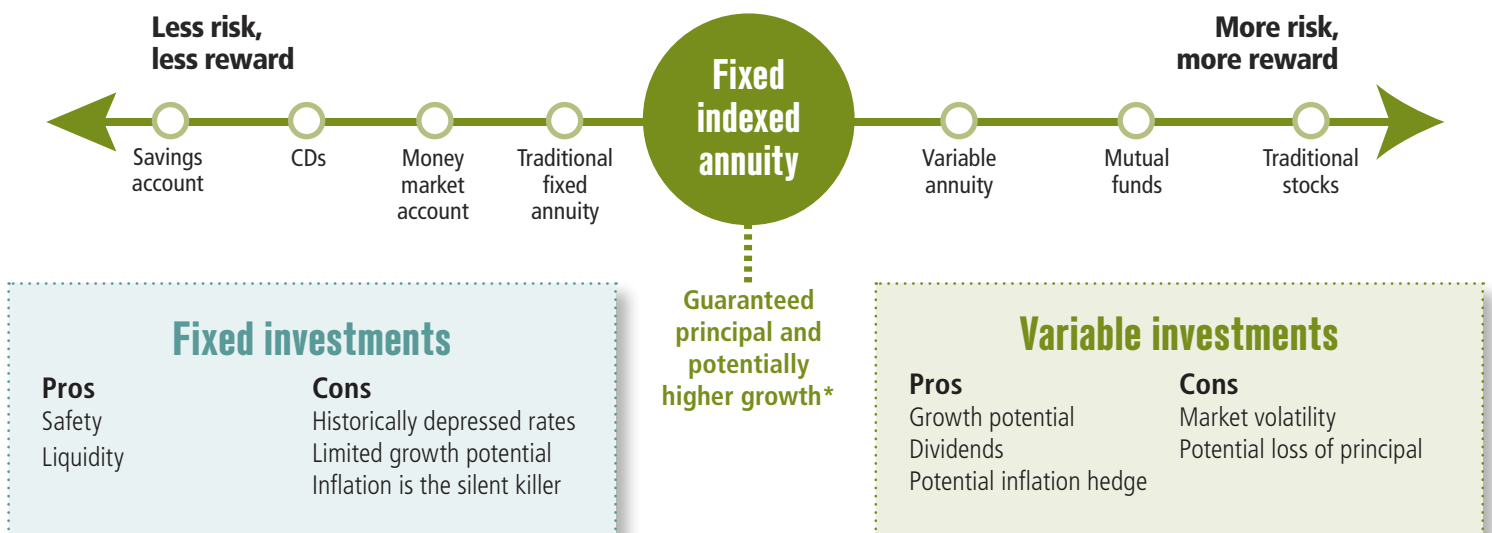 Less risk,
less reward
Fixed
indexed
annuity
More risk,
more reward
Savings
account
CDs
Money
market
account
Traditional
fixed
annuity
Variable
annuity
Mutual
funds
Traditional
stocks
Guaranteed
principal and
potentially
higher growth*
Fixed investments
Pros
Safety
Liquidity
Cons
Historically depressed rates
Limited growth potential
Inflation is the silent killer
Variable investments
Pros
Growth potential
Dividends
Potential inflation hedge
Cons
Market volatility
Potential loss of principal